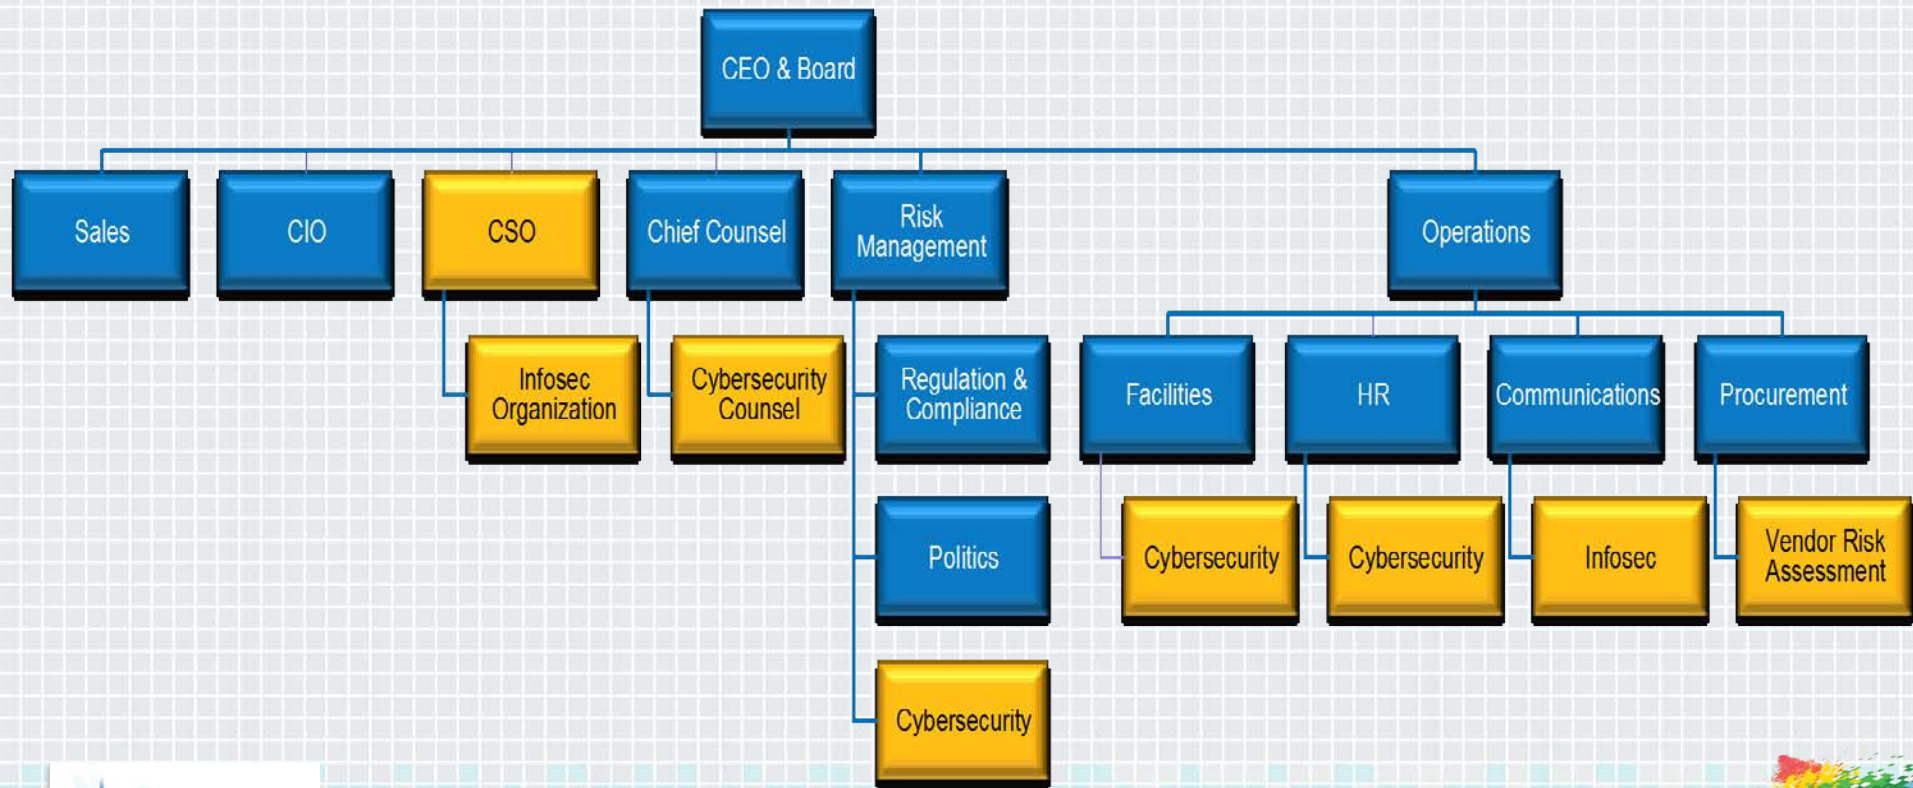 CEO & Board
Sales
CIO
CSO
Chief Counsel
Risk
Management
Operations
Infosec
Organization
Cybersecurity
Counsel
Regulation &
Compliance
Facilities
HR
Communications
Procurement
Politics
Cybersecurity
Cybersecurity
Infosec
Vendor Risk
Assessment
Cybersecurity